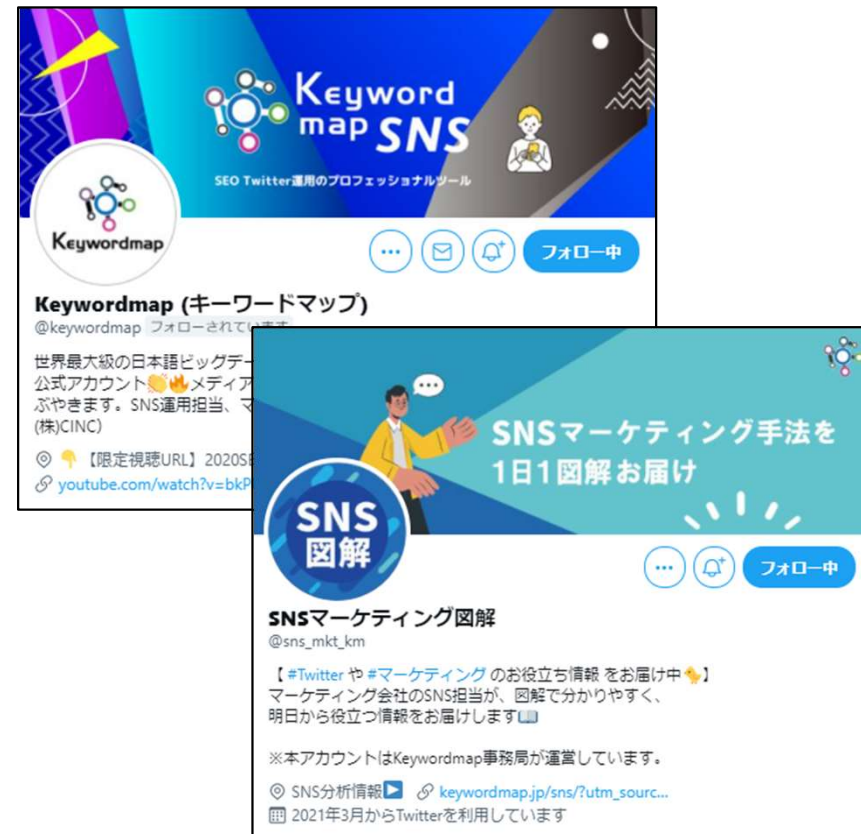 Keyword
map SNS
SEO Twitter運用のプロフェッショナルツール
Keywordmap
フォロー中
Keywordmap (キーワードマップ)
@keywordmap フォローされています
世界最大級の日本語ビッグデー
公式アカウント👏🔥メディア
ぶやきます。SNS運用担当、マ
(株)CINC）
👇【限定視聴URL】2020SE
youtube.com/watch?v=bkP
SNSマーケティング手法を
1日1図解お届け
SNS
図解
フォロー中
SNSマーケティング図解
@sns_mkt_km
【 #Twitter や #マーケティング のお役立ち情報 をお届け中🐤】
マーケティング会社のSNS担当が、図解で分かりやすく、
明日から役立つ情報をお届けします📖
※本アカウントはKeywordmap事務局が運営しています。
SNS分析情報▶ keywordmap.jp/sns/?utm_sourc...
2021年3月からTwitterを利用しています